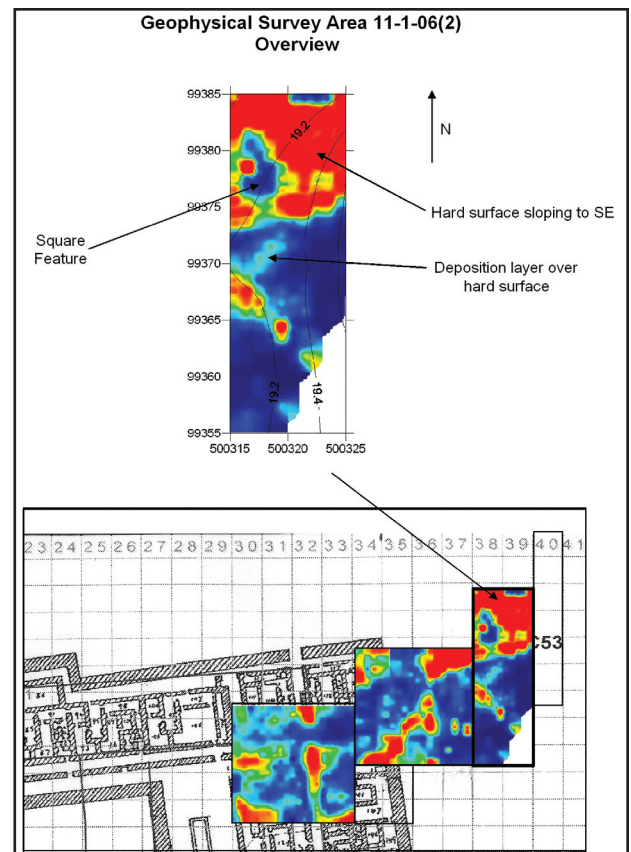 Geophysical Survey Area 11-1-06(2)
Overview
99385
99380
99375
99370
99365
99360
99355
500315 500320 500325
19.2
19.2
19.4
N
Square
Feature
Hard surface sloping to SE
Deposition layer over
hard surface
23 24 25 26 27 28 29 30 31 32 33 34 35 36 37 38 39 40 41
C53